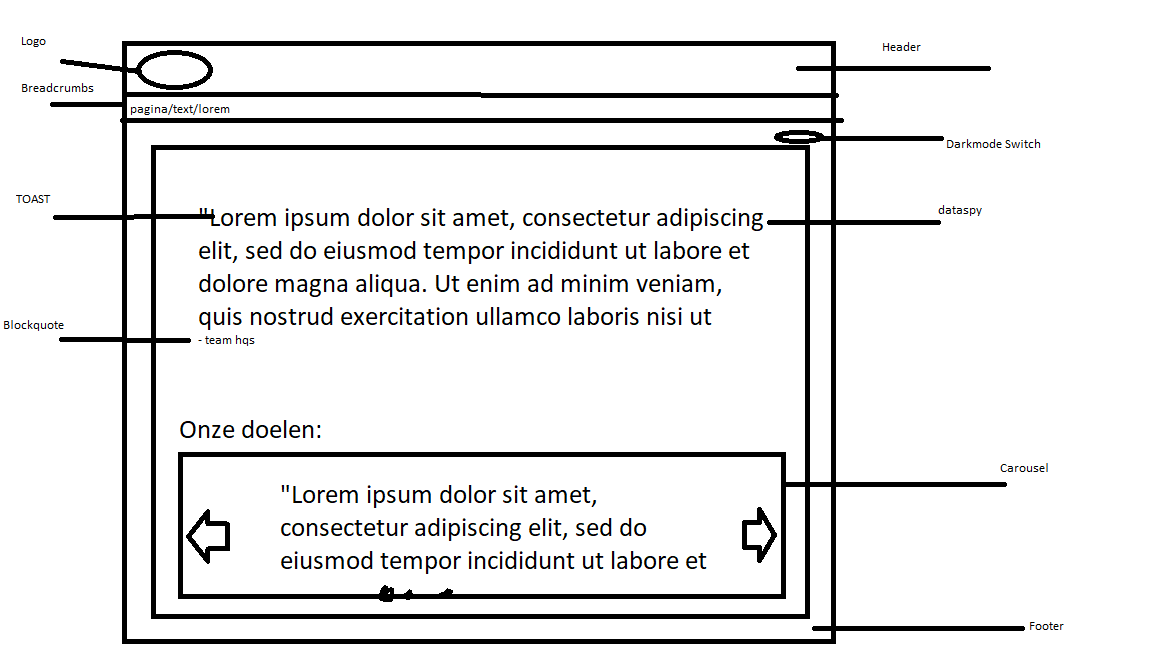 Logo
Header
Breadcrumbs
pagina/text/lorem
Darkmode Switch
TOAST
dataspy
"Lorem ipsum dolor sit amet, consectetur adipiscing
elit, sed do eiusmod tempor incididunt ut labore et
dolore magna aliqua. Ut enim ad minim veniam,
quis nostrud exercitation ullamco laboris nisi ut
Blockquote
- team hqs
Onze doelen:
Carousel
"Lorem ipsum dolor sit amet,
consectetur adipiscing elit, sed do
eiusmod tempor incididunt ut labore et
Footer